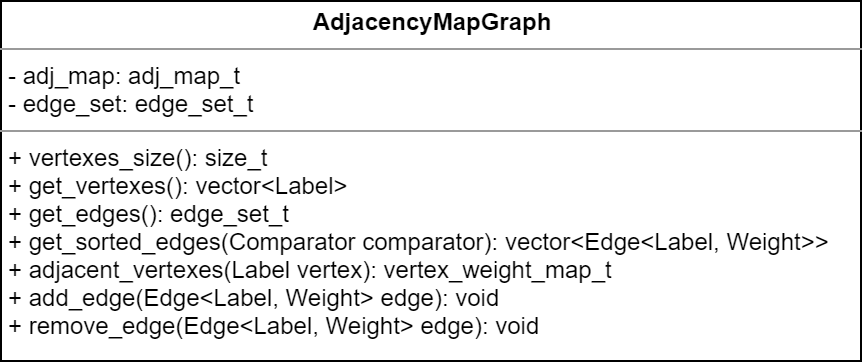 AdjacencyMapGraph
- adj_map: adj_map_t
- edge_set: edge_set_t
+ vertexes_size(): size_t
+ get_vertexes(): vector<Label>
+ get_edges(): edge_set_t
+ get_sorted_edges(Comparator comparator): vector<Edge<Label, Weight>>
+ adjacent_vertexes(Label vertex): vertex_weight_map_t
+ add_edge(Edge<Label, Weight> edge): void
+ remove_edge(Edge<Label, Weight> edge): void